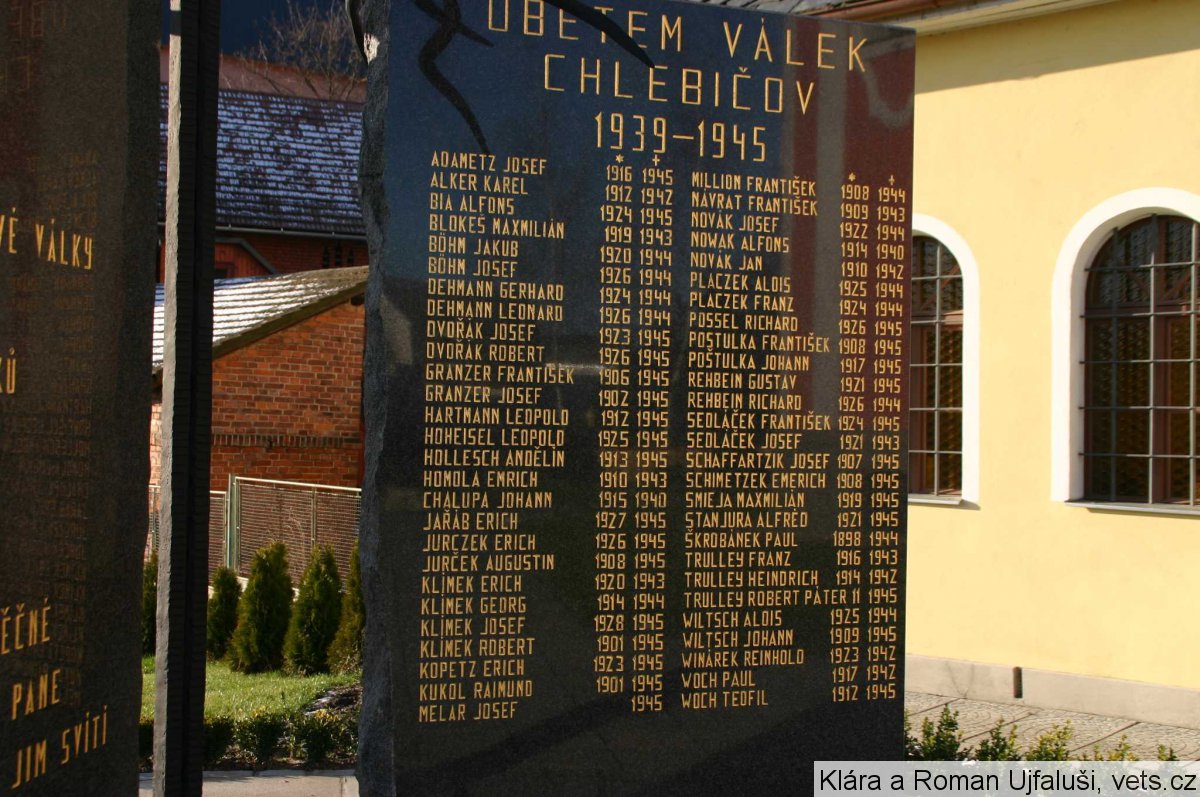 VÉ VÁLKY
KŮ
VĚČNÉ
PANE
JIM SVÍTÍ
OBĚTEM VÁLEK
CHLEBIČOV
1939–1945
* +
ADAMETZ JOSEF 1916 1945
ALKER KAREL 1912 1942
BIA ALFONS 1924 1945
BLOKEŠ MAXMILIÁN 1919 1943
BÖHM JAKUB 1920 1944
BÖHM JOSEF 1926 1944
DEHMANN GERHARD 1924 1944
DEHMANN LEONARD 1926 1944
DVOŘÁK JOSEF 1923 1945
DVOŘÁK ROBERT 1926 1945
GRANZER FRANTIŠEK 1906 1945
GRANZER JOSEF 1902 1945
HARTMANN LEOPOLD 1912 1945
HOHEISEL LEOPOLD 1925 1945
HOLLESCH ANDĚLÍN 1913 1945
HOMOLA EMRICH 1910 1943
CHALUPA JOHANN 1915 1940
JAŘÁB ERICH 1927 1945
JURCZEK ERICH 1926 1945
JURČEK AUGUSTIN 1908 1945
KLÍMEK ERICH 1920 1943
KLÍMEK GEORG 1914 1944
KLÍMEK JOSEF 1928 1945
KLÍMEK ROBERT 1901 1945
KOPETZ ERICH 1923 1945
KUKOL RAIMUND 1901 1945
MELAR JOSEF 1945
* +
MILLION FRANTIŠEK 1908 1944
NÁVRAT FRANTIŠEK 1909 1943
NOVÁK JOSEF 1922 1944
NOWAK ALFONS 1914 1940
NOVÁK JAN 1910 1942
PLACZEK ALOIS 1925 1944
PLACZEK FRANZ 1924 1944
POSSEL RICHARD 1926 1945
POŠTULKA FRANTIŠEK 1908 1945
POŠTULKA JOHANN 1917 1945
REHBEIN GUSTAV 1921 1945
REHBEIN RICHARD 1926 1944
SEDLÁČEK FRANTIŠEK 1924 1945
SEDLÁČEK JOSEF 1921 1943
SCHAFFARTZIK JOSEF 1907 1945
SCHIMETZEK EMERICH 1908 1945
SMIEJA MAXMILIÁN 1919 1945
STANJURA ALFRÉD 1921 1945
ŠKROBÁNEK PAUL 1898 1944
TRULLEY FRANZ 1916 1943
TRULLEY HEINDRICH 1914 1942
TRULLEY ROBERT PÁTER 11 1945
WILTSCH ALOIS 1925 1944
WILTSCH JOHANN 1909 1945
WINÁREK REINHOLD 1923 1942
WOCH PAUL 1917 1942
WOCH TEOFIL 1912 1945
Klára a Roman Ujfaluši, vets.cz